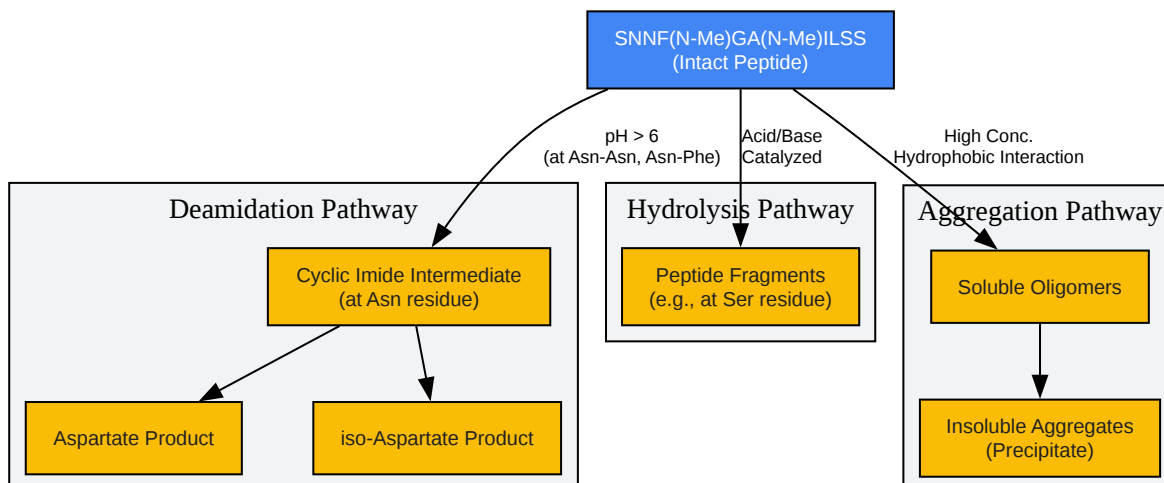 SNNF(N-Me)GA(N-Me)ILSS
(Intact Peptide)
pH > 6
(at Asn-Asn, Asn-Phe)
Acid/Base
Catalyzed
High Conc.
Hydrophobic Interaction
Deamidation Pathway
Hydrolysis Pathway
Aggregation Pathway
Cyclic Imide Intermediate
(at Asn residue)
Peptide Fragments
(e.g., at Ser residue)
Soluble Oligomers
Aspartate Product
iso-Aspartate Product
Insoluble Aggregates
(Precipitate)